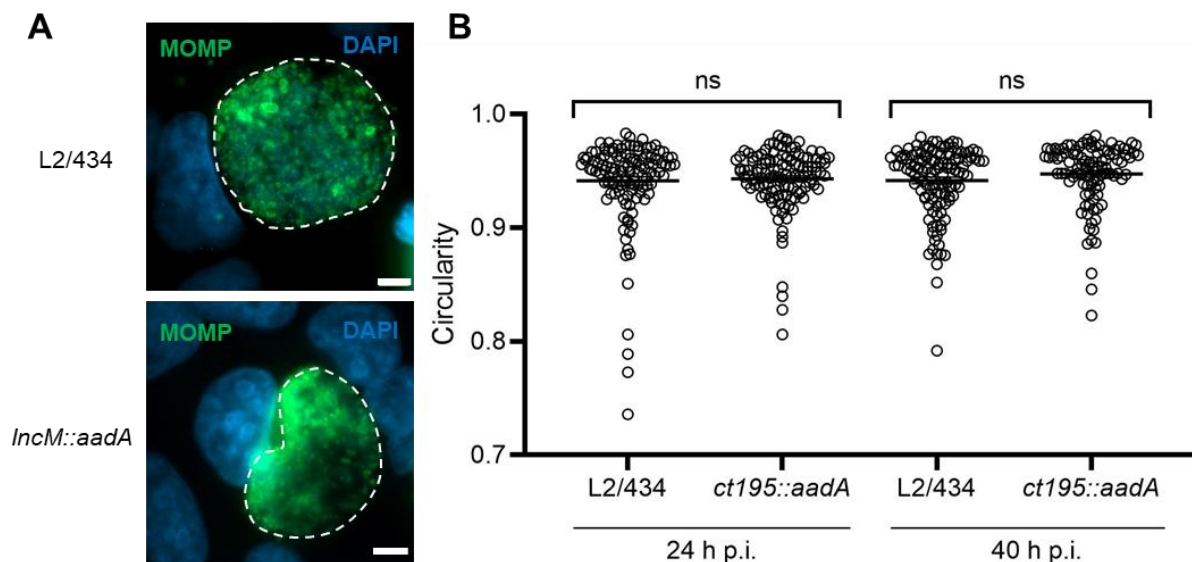 A
MOMP DAPI
L2/434
MOMP DAPI
IncM::aadA
B
ns ns
1.0
0.9
0.8
0.7
Circularity
L2/434 ct195::aadA L2/434 ct195::aadA
24 h p.i. 40 h p.i.